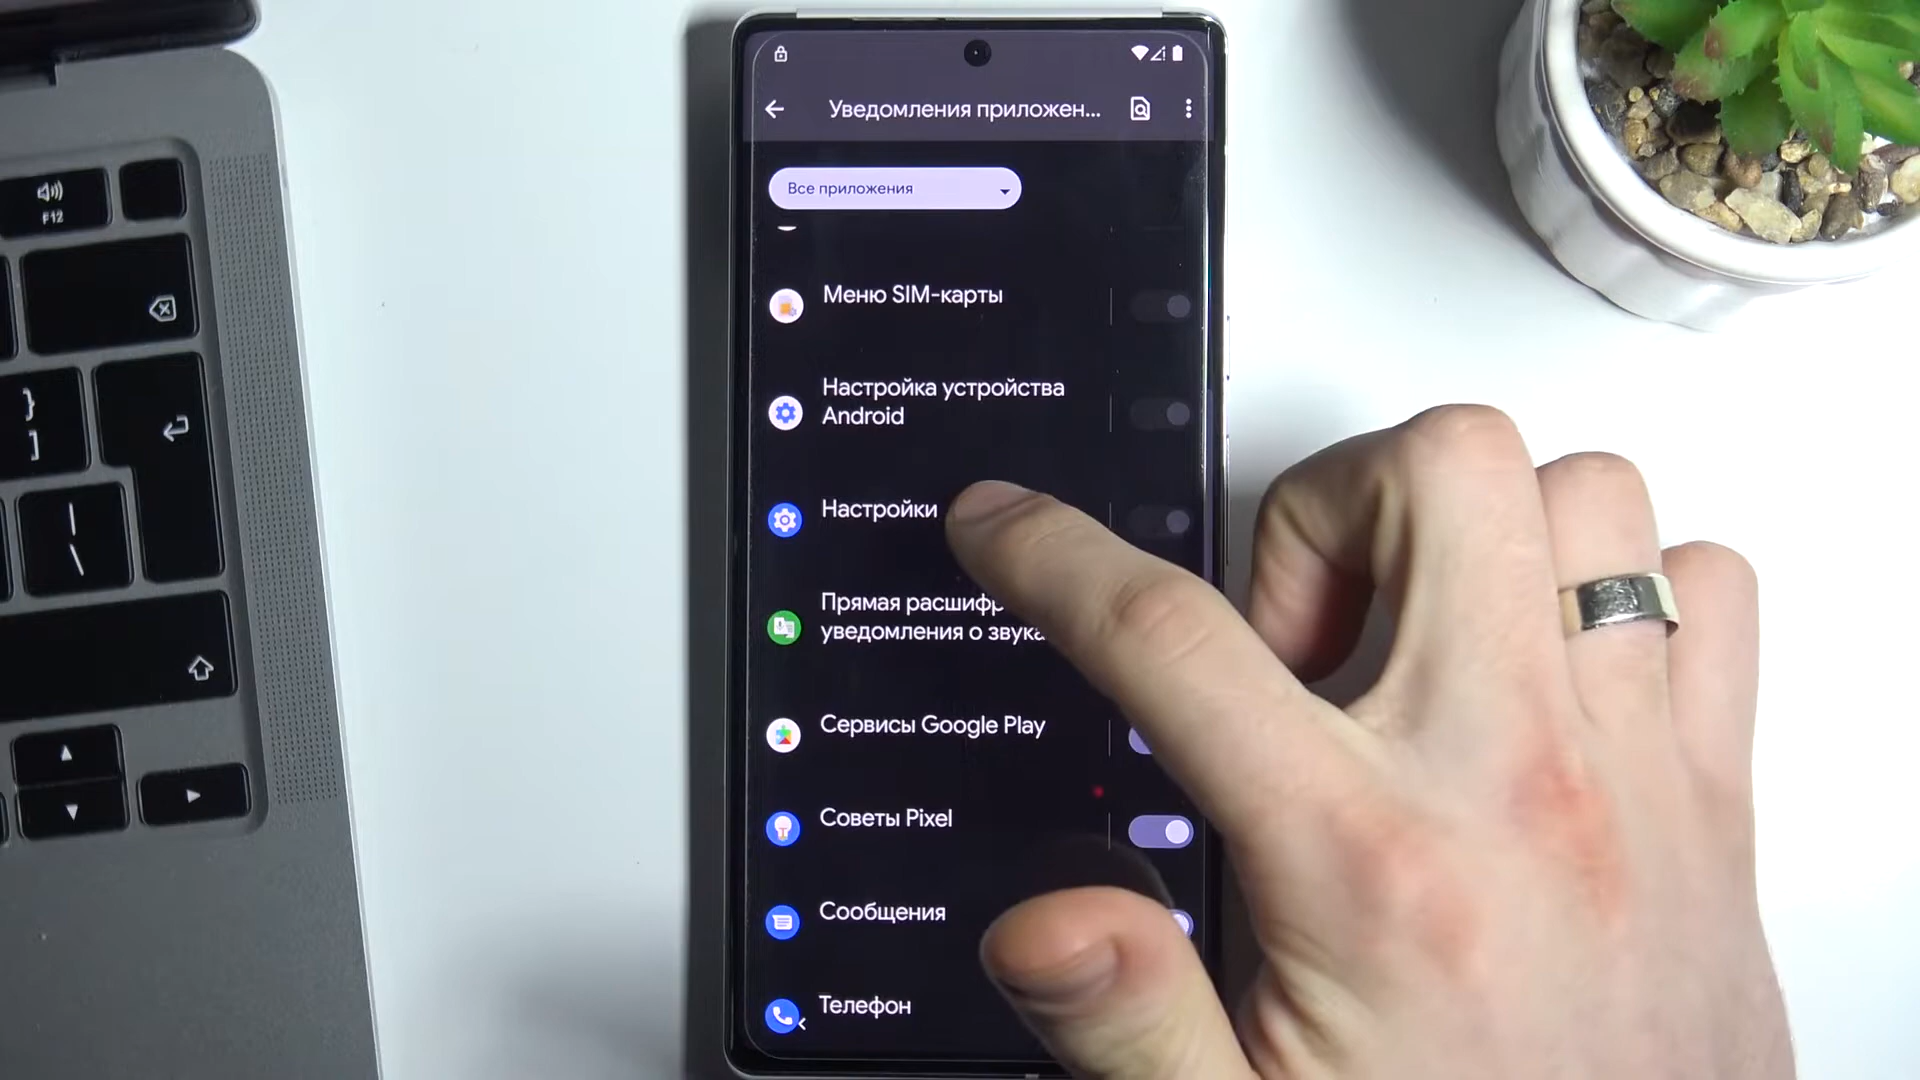 Уведомления приложен...
Все приложения
Меню SIM-карты
Настройка устройства
Android
Настройки
Прямая расшифр
уведомления о звука
Сервисы Google Play
Советы Pixel
Сообщения
Телефон
F12
}
]
|
\